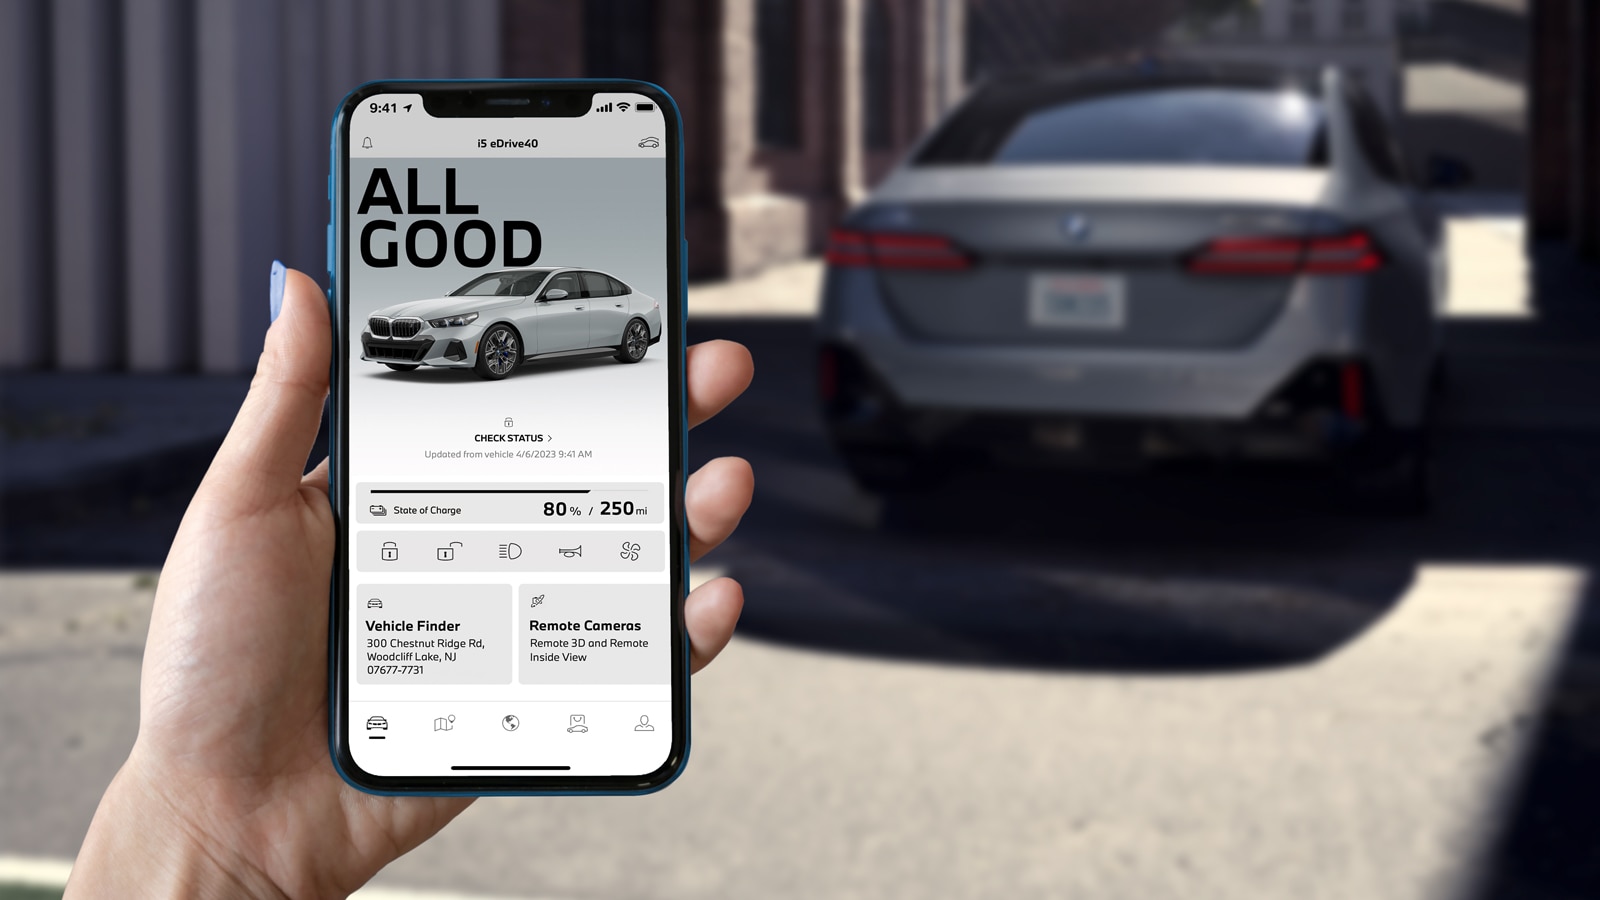 9:41
i5 eDrive40
ALL
GOOD
CHECK STATUS >
Updated from vehicle 4/6/2023 9:41 AM
State of Charge 80% / 250 mi
Vehicle Finder
300 Chestnut Ridge Rd,
Woodcliff Lake, NJ
07677-7731
Remote Cameras
Remote 3D and Remote
Inside View